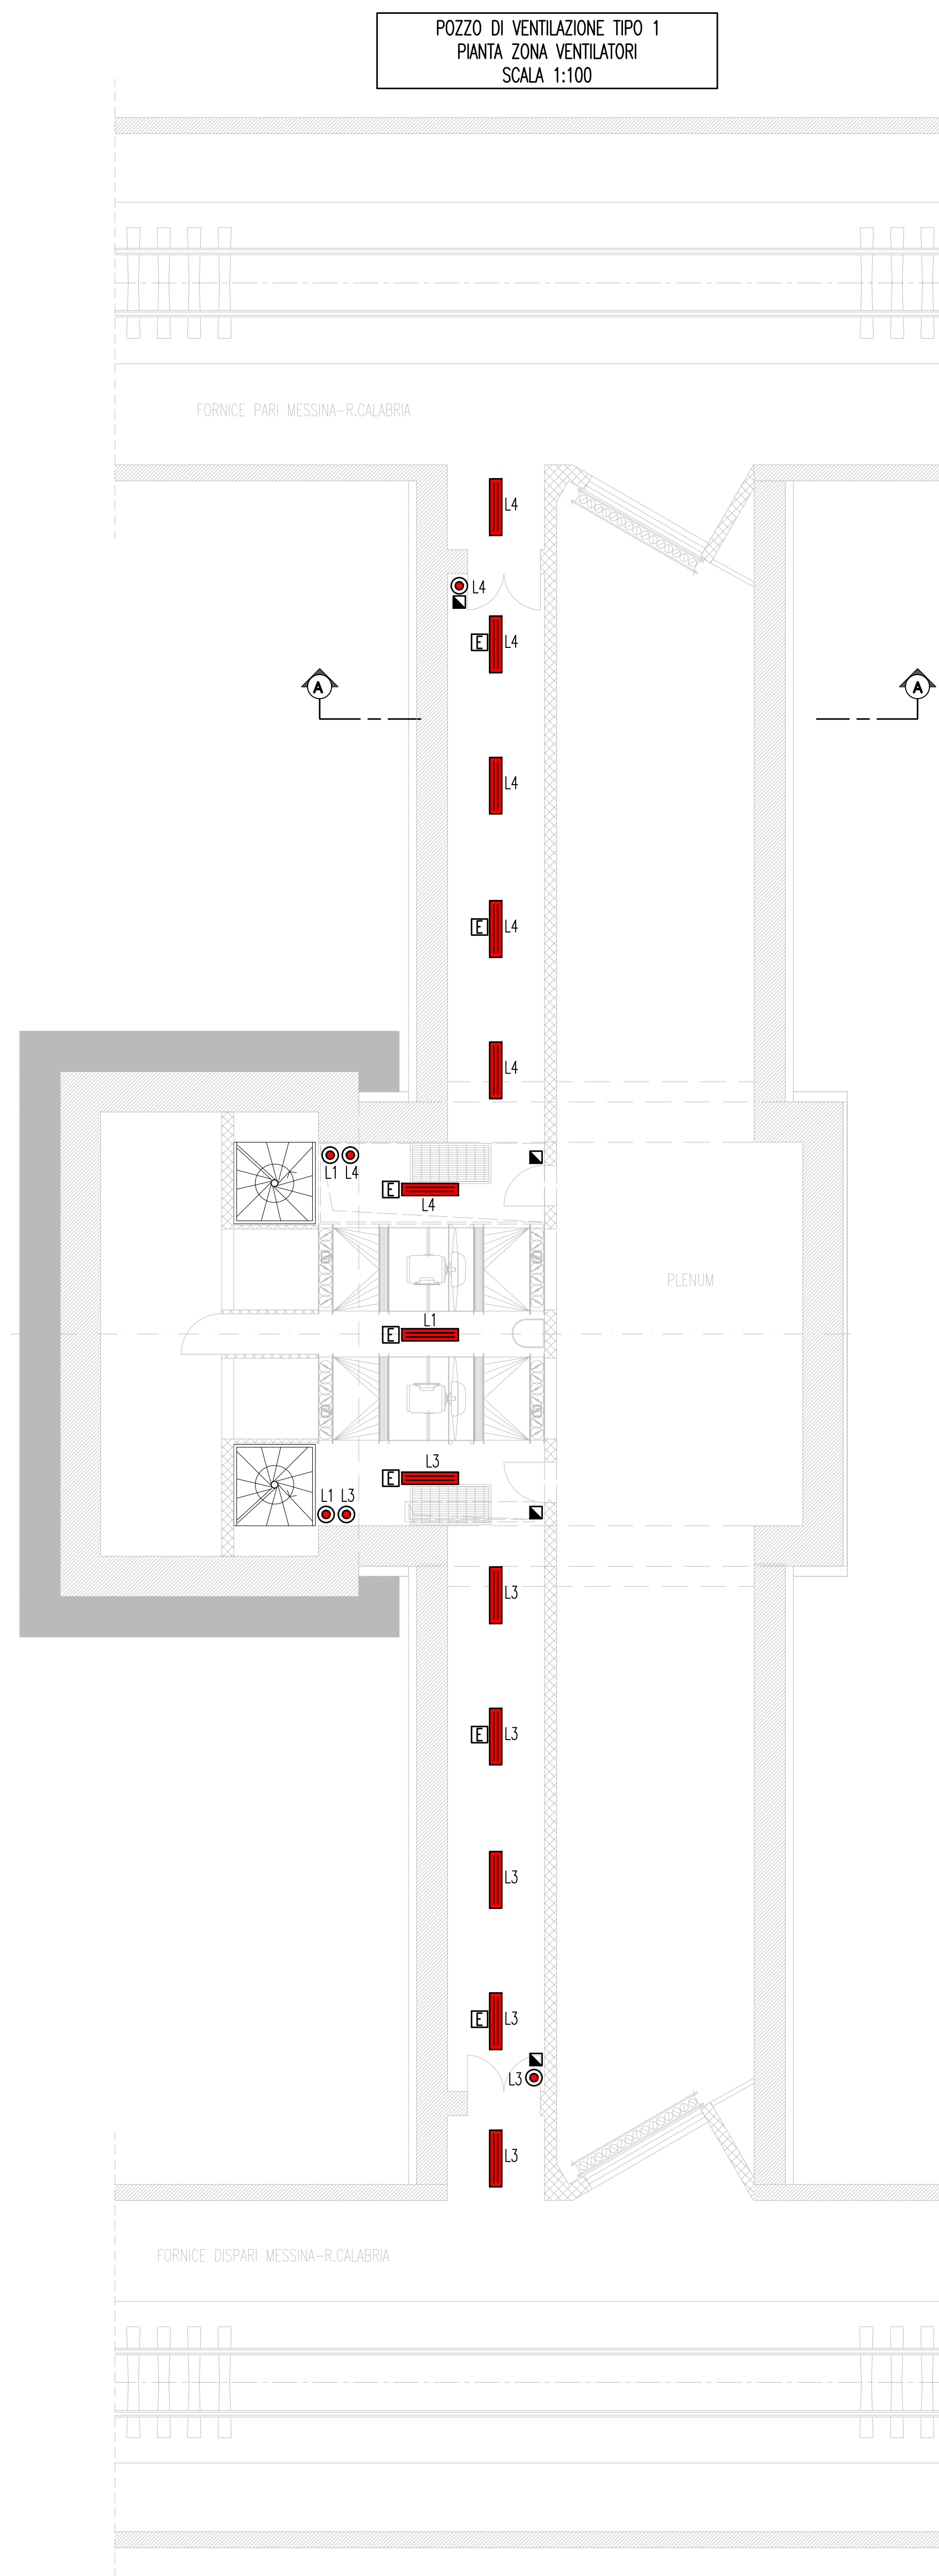 POZZO DI VENTILAZIONE TIPO 1
PIANTA ZONA VENTILATORI
SCALA 1:100
FORNICE PARI MESSINA-R.CALABRIA
L4
L4
E L4
A A
L4
E L4
L4
L1 L4
E
L4
PLENUM
L1
E
L3
E
L1 L3
L3
E L3
L3
E L3
L3
L3
FORNICE DISPARI MESSINA-R.CALABRIA